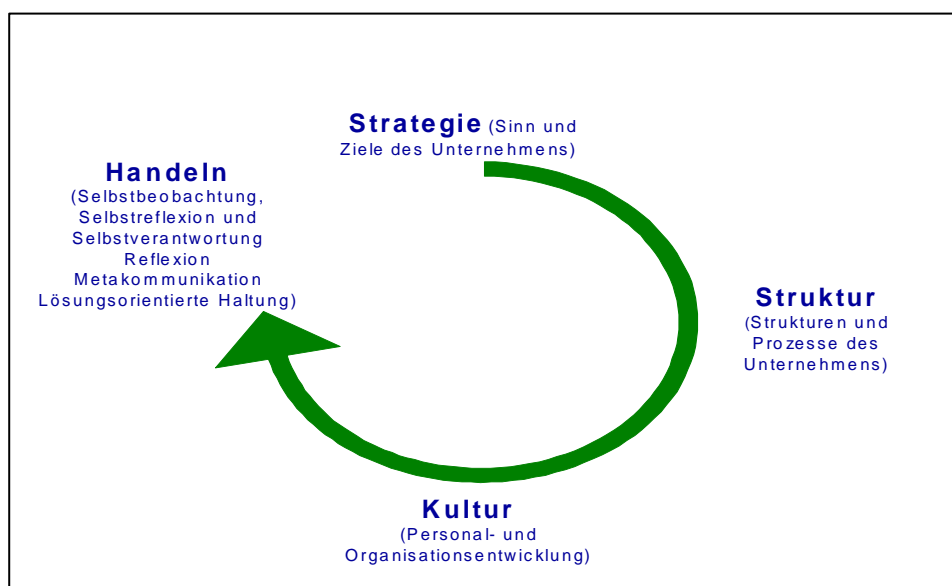 Strategie (Sinn und
Ziele des Unternehmens)
Handeln
(Selbstbeobachtung,
Selbstreflexion und
Selbstverantwortung
Reflexion
Metakommunikation
Lösungsorientierte Haltung)
Struktur
(Strukturen und
Prozesse des
Unternehmens)
Kultur
(Personal- und
Organisationsentwicklung)